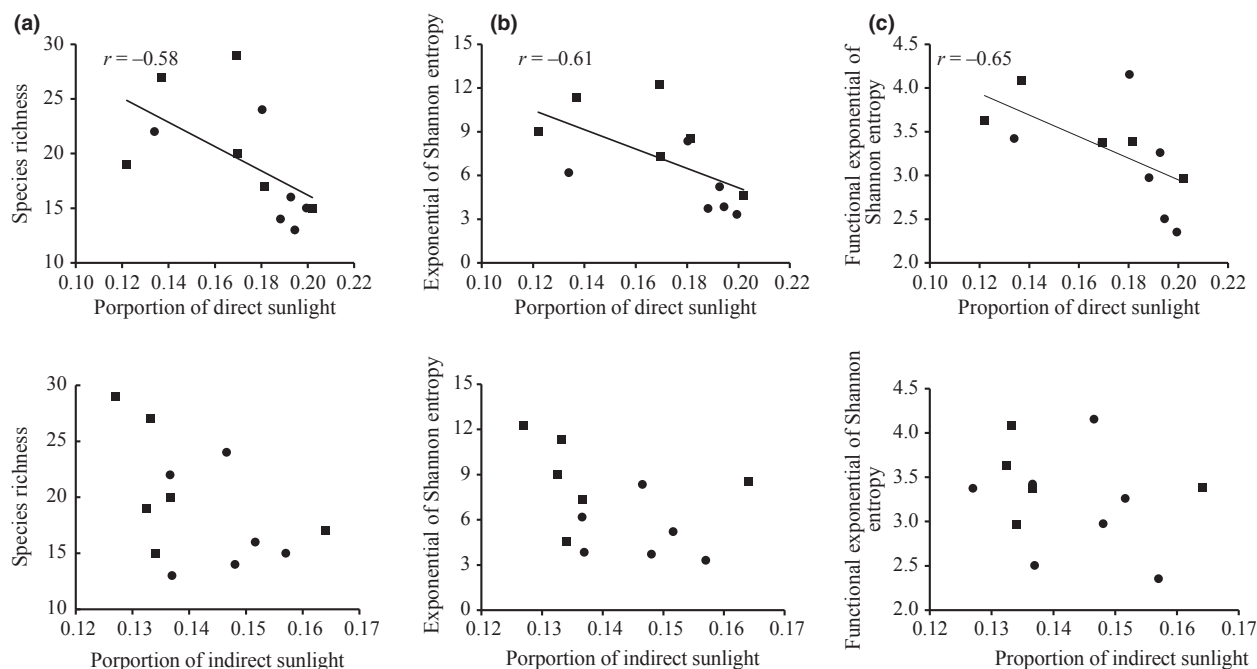 (a)
r = –0.58
Species richness
30
25
20
15
10
0.10 0.12 0.14 0.16 0.18 0.20 0.22
Porportion of direct sunlight
(b)
r = –0.61
Exponential of Shannon entropy
15
12
9
6
3
0
0.10 0.12 0.14 0.16 0.18 0.20 0.22
Porportion of direct sunlight
(c)
r = –0.65
Functional exponential of
Shannon entropy
4.5
4.0
3.5
3.0
2.5
2.0
0.10 0.12 0.14 0.16 0.18 0.20 0.22
Proportion of direct sunlight
Species richness
30
25
20
15
10
0.12 0.13 0.14 0.15 0.16 0.17
Porportion of indirect sunlight
Exponential of Shannon entropy
15
12
9
6
3
0
0.12 0.13 0.14 0.15 0.16 0.17
Porportion of indirect sunlight
Functional exponential of Shannon
entropy
4.5
4.0
3.5
3.0
2.5
2.0
0.12 0.13 0.14 0.15 0.16 0.17
Proportion of indirect sunlight